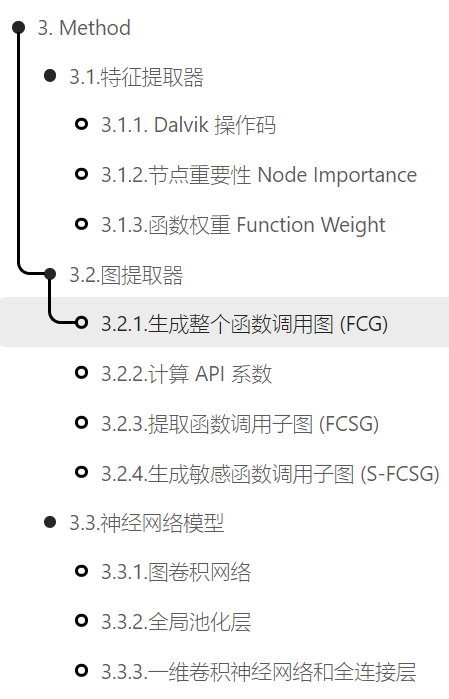 3. Method
3.1.特征提取器
3.1.1. Dalvik 操作码
3.1.2.节点重要性 Node Importance
3.1.3.函数权重 Function Weight
3.2.图提取器
3.2.1.生成整个函数调用图 (FCG)
3.2.2.计算 API 系数
3.2.3.提取函数调用子图 (FCSG)
3.2.4.生成敏感函数调用子图 (S-FCSG)
3.3.神经网络模型
3.3.1.图卷积网络
3.3.2.全局池化层
3.3.3.一维卷积神经网络和全连接层